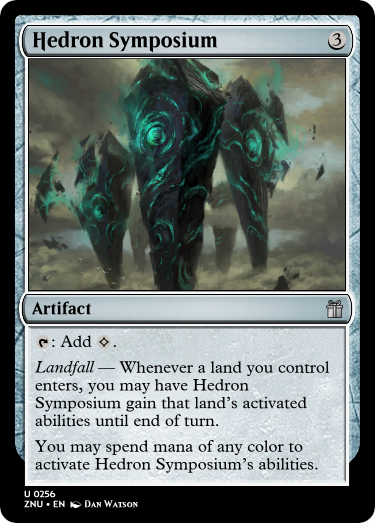 Hedron Symposium 3
Artifact
T: Add C.
Landfall — Whenever a land you control
enters, you may have Hedron
Symposium gain that land's activated
abilities until end of turn.
You may spend mana of any color to
activate Hedron Symposium's abilities.
U 0256
ZNU • EN DAN WATSON